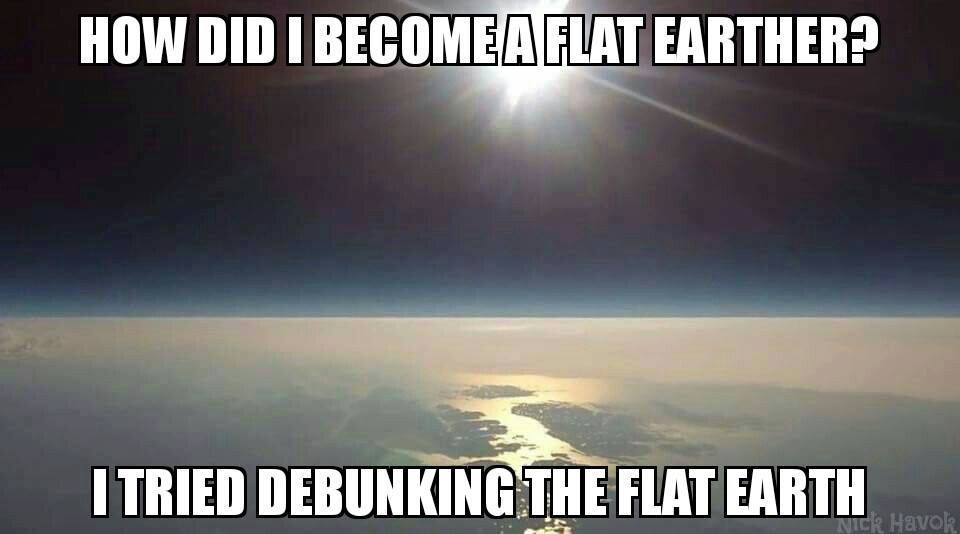 HOW DID I BECOME A FLAT EARTHER?
I TRIED DEBUNKING THE FLAT EARTH
Nick Havok